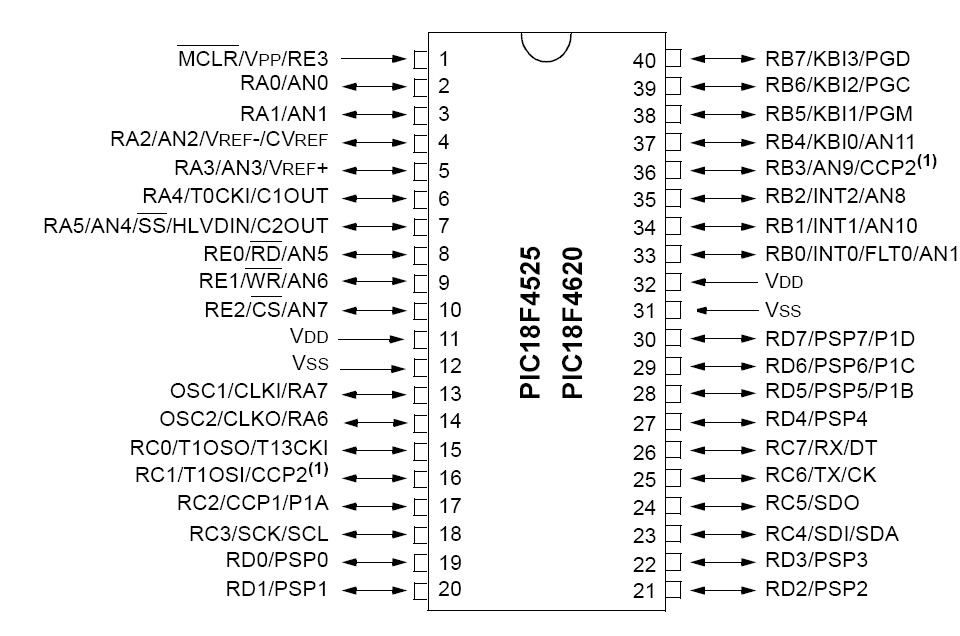 MCLR/VPP/RE3 1
RA0/AN0 2
RA1/AN1 3
RA2/AN2/VREF-/CVREF 4
RA3/AN3/VREF+ 5
RA4/T0CKI/C1OUT 6
RA5/AN4/SS/HLVDIN/C2OUT 7
RE0/RD/AN5 8
RE1/WR/AN6 9
RE2/CS/AN7 10
VDD 11
VSS 12
OSC1/CLKI/RA7 13
OSC2/CLKO/RA6 14
RC0/T1OSO/T13CKI 15
RC1/T1OSI/CCP2(1) 16
RC2/CCP1/P1A 17
RC3/SCK/SCL 18
RD0/PSP0 19
RD1/PSP1 20
PIC18F4525
PIC18F4620
40 RB7/KBI3/PGD
39 RB6/KBI2/PGC
38 RB5/KBI1/PGM
37 RB4/KBI0/AN11
36 RB3/AN9/CCP2(1)
35 RB2/INT2/AN8
34 RB1/INT1/AN10
33 RB0/INT0/FLT0/AN1
32 VDD
31 VSS
30 RD7/PSP7/P1D
29 RD6/PSP6/P1C
28 RD5/PSP5/P1B
27 RD4/PSP4
26 RC7/RX/DT
25 RC6/TX/CK
24 RC5/SDO
23 RC4/SDI/SDA
22 RD3/PSP3
21 RD2/PSP2